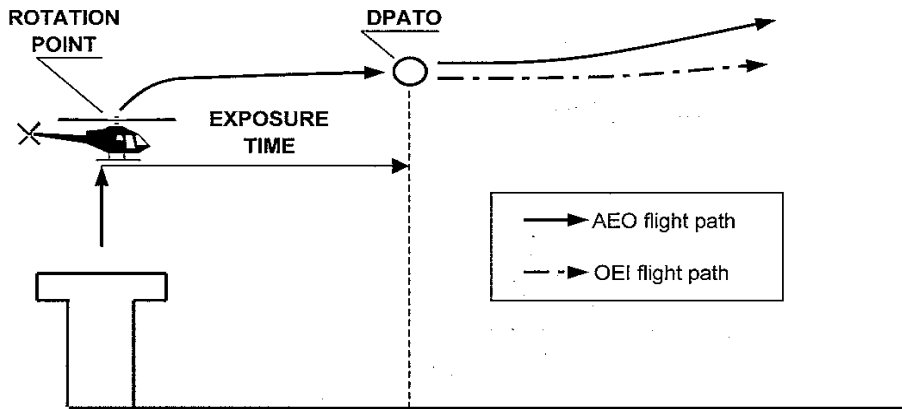 ROTATION
POINT
DPATO
EXPOSURE
TIME
AEO flight path
OEI flight path